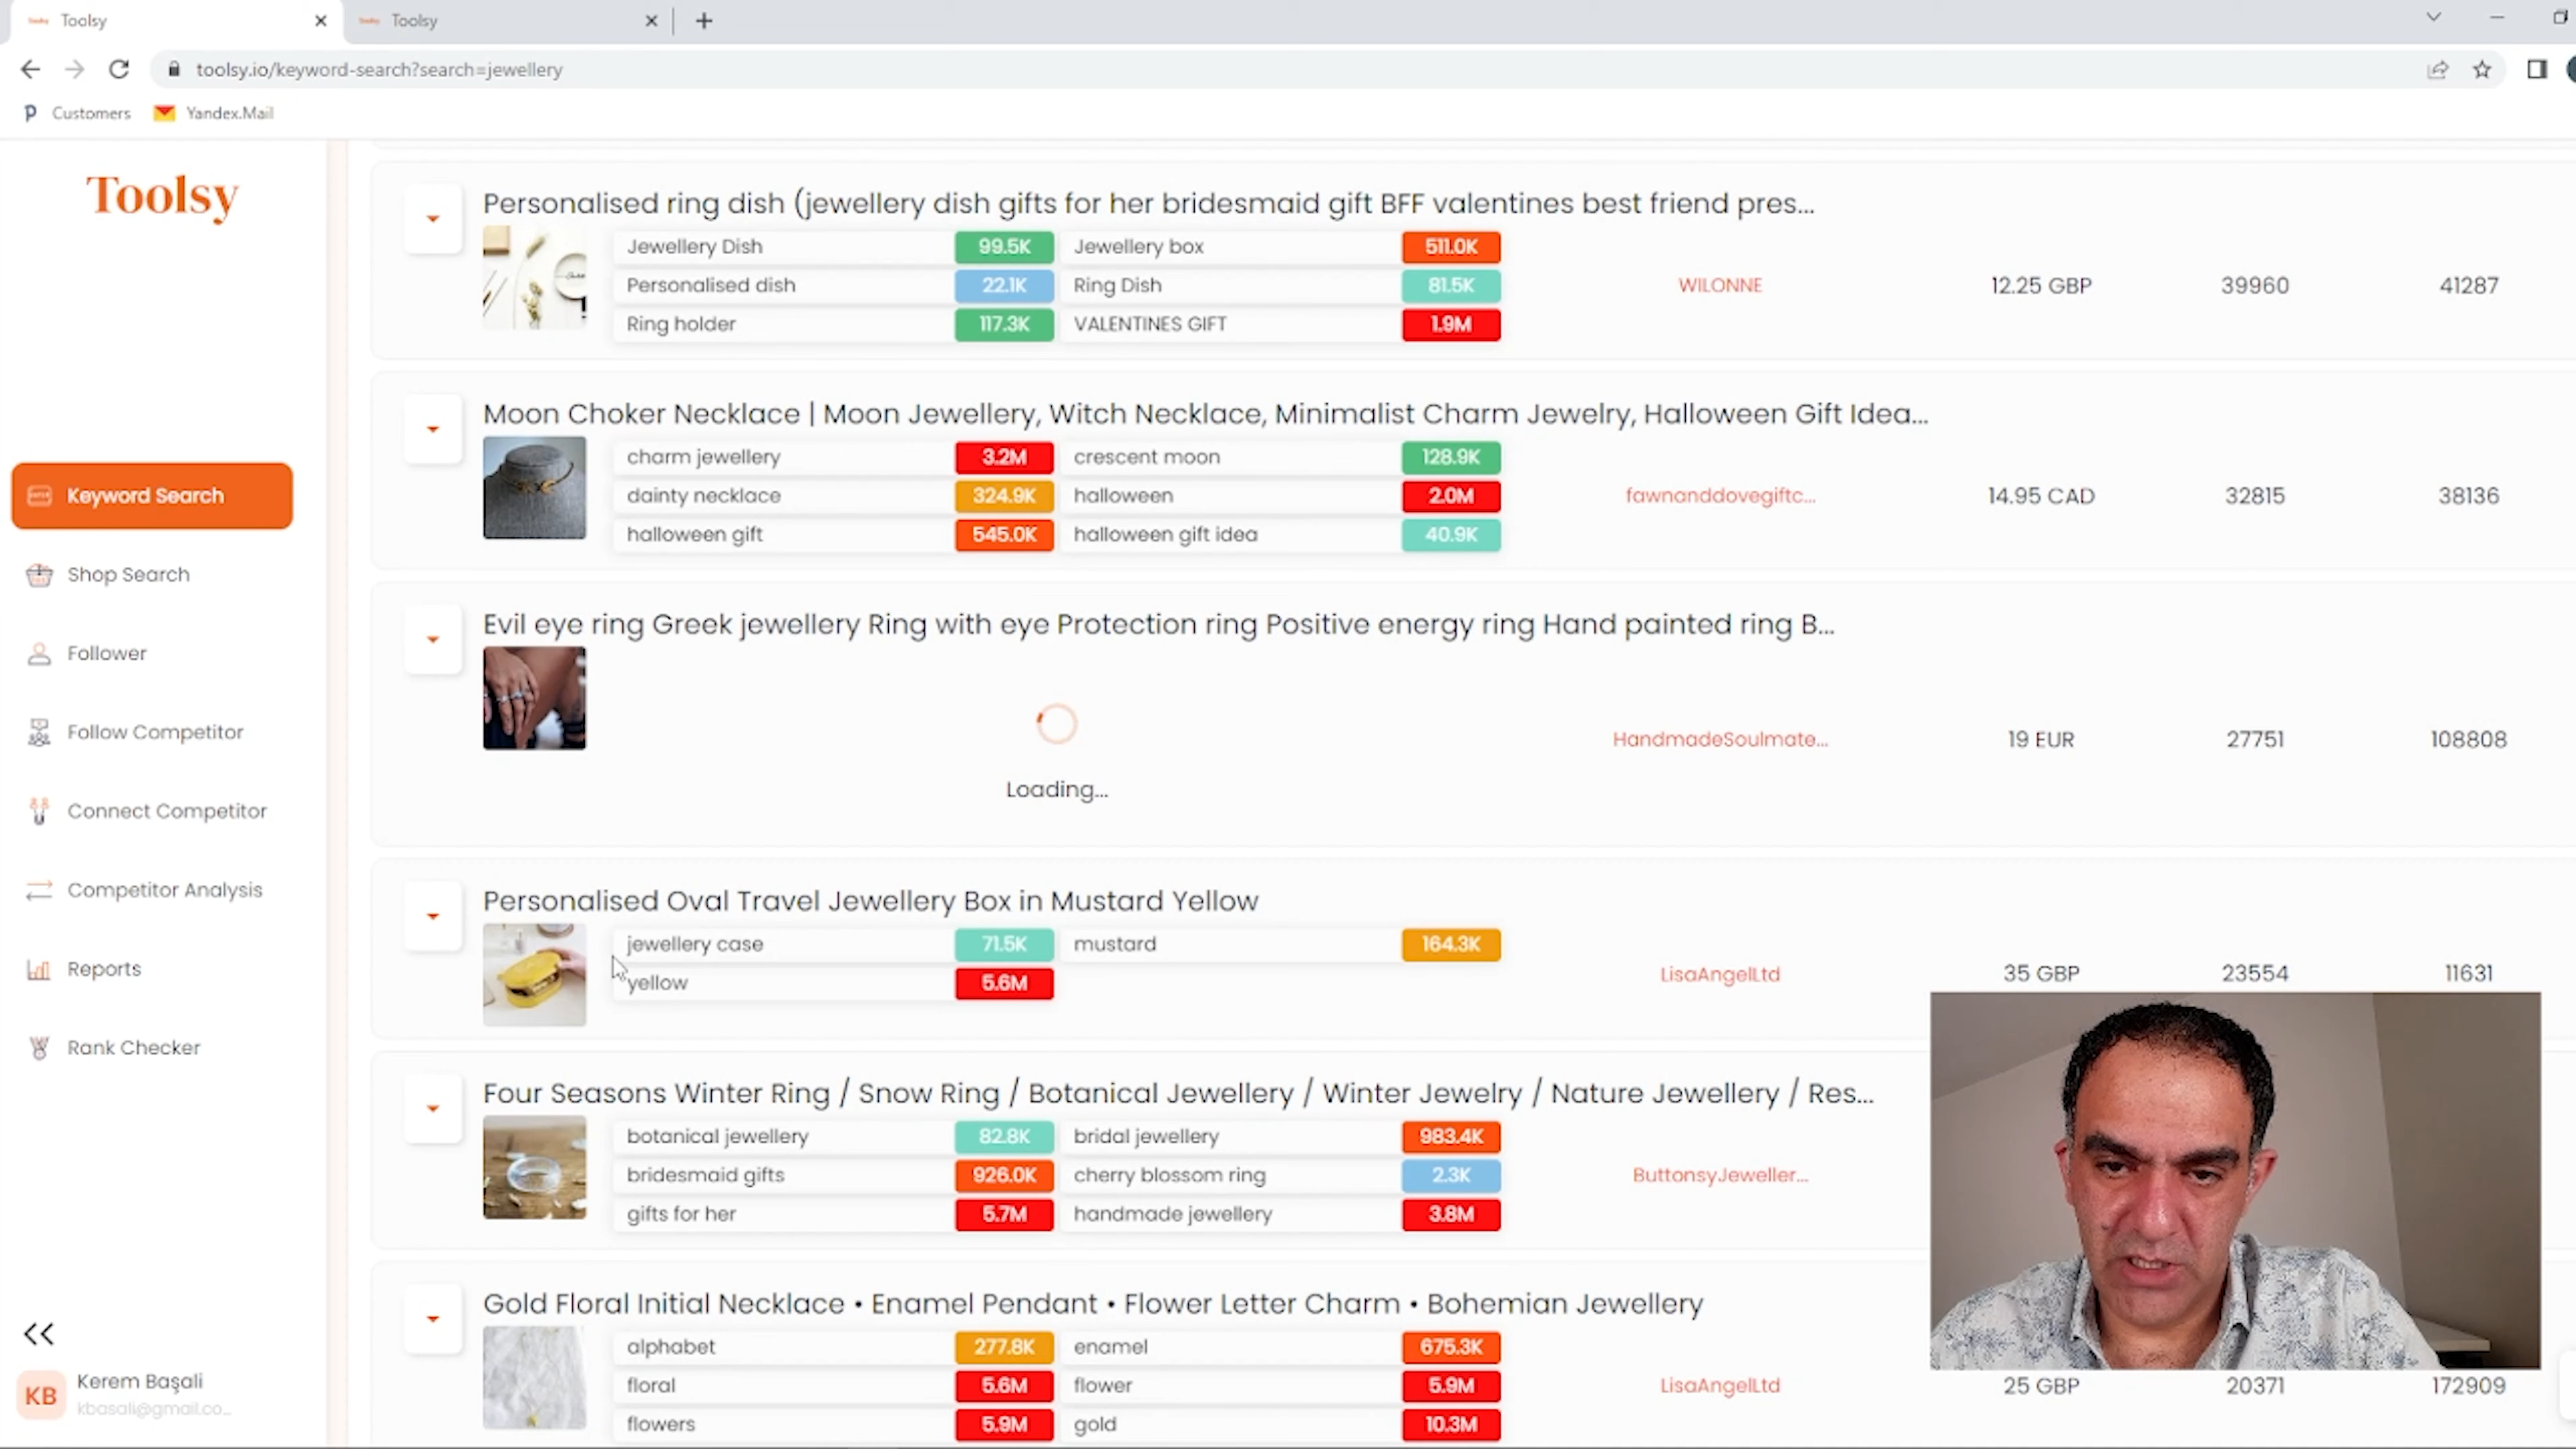 Toolsy
Toolsy
toolsy.io/keyword-search?search=jewellery
Customers
Yandex.Mail
Toolsy
Keyword Search
Shop Search
Follower
Follow Competitor
Connect Competitor
Competitor Analysis
Reports
Rank Checker
KB
Kerem Başali
kbasali@gmail.co...
Personalised ring dish (jewellery dish gifts for her bridesmaid gift BFF valentines best friend pres...
Jewellery Dish 99.5K Jewellery box 511.0K
Personalised dish 22.1K Ring Dish 81.5K WILONNE 12.25 GBP 39960 41287
Ring holder 117.3K VALENTINES GIFT 1.9M
Moon Choker Necklace | Moon Jewellery, Witch Necklace, Minimalist Charm Jewelry, Halloween Gift Idea...
charm jewellery 3.2M crescent moon 128.9K
dainty necklace 324.9K halloween 2.0M fawnanddovegiftc... 14.95 CAD 32815 38136
halloween gift 545.0K halloween gift idea 40.9K
Evil eye ring Greek jewellery Ring with eye Protection ring Positive energy ring Hand painted ring B...
HandmadeSoulmate... 19 EUR 27751 108808
Loading...
Personalised Oval Travel Jewellery Box in Mustard Yellow
jewellery case 71.5K mustard 164.3K
LisaAngelLtd 35 GBP 23554 11631
yellow 5.6M
Four Seasons Winter Ring / Snow Ring / Botanical Jewellery / Winter Jewelry / Nature Jewellery / Res...
botanical jewellery 82.8K bridal jewellery 983.4K
bridesmaid gifts 926.0K cherry blossom ring 2.3K ButtonsyJeweller...
gifts for her 5.7M handmade jewellery 3.8M
Gold Floral Initial Necklace • Enamel Pendant • Flower Letter Charm • Bohemian Jewellery
alphabet 277.8K enamel 675.3K
floral 5.6M flower 5.9M LisaAngelLtd 25 GBP 20371 172909
flowers 5.9M gold 10.3M